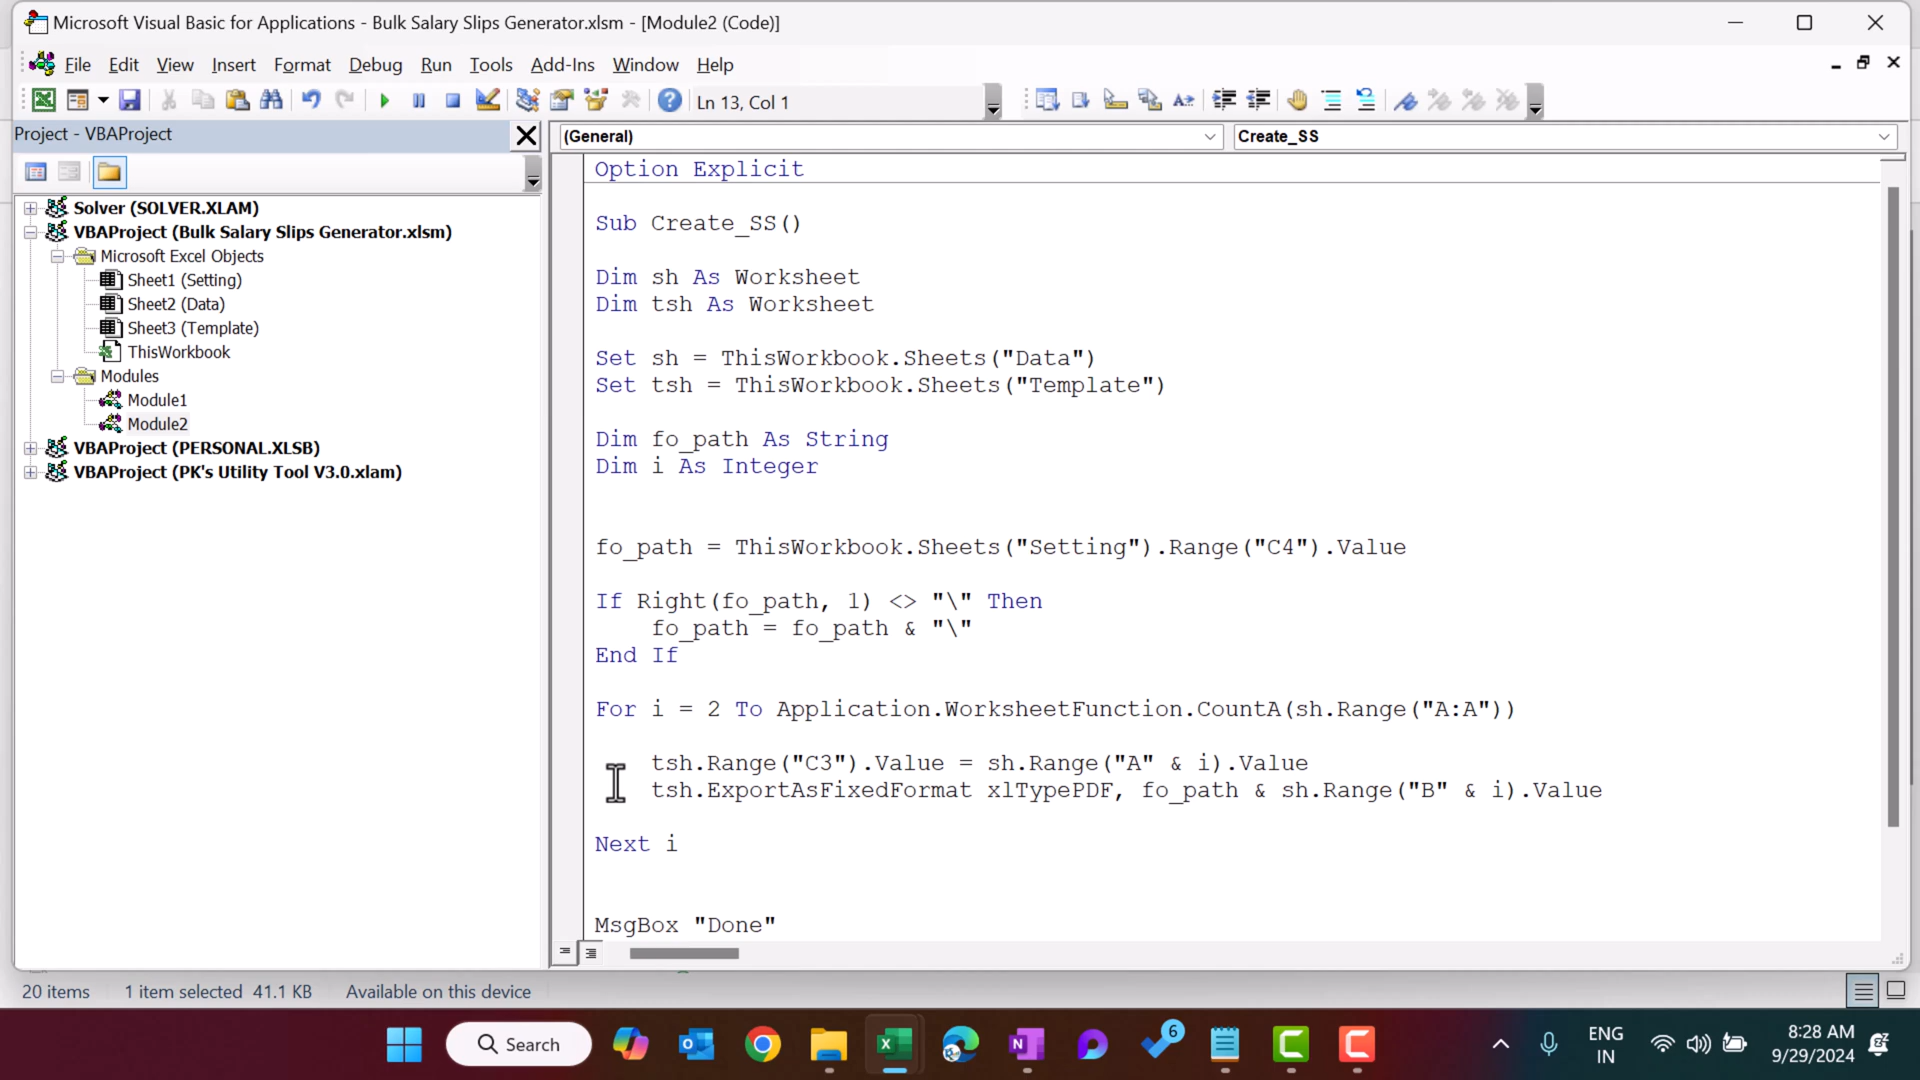 Microsoft Visual Basic for Applications - Bulk Salary Slips Generator.xlsm - [Module2 (Code)]
File Edit View Insert Format Debug Run Tools Add-Ins Window Help
Ln 13, Col 1
Project - VBAProject
(General)
Create_SS
Solver (SOLVER.XLAM)
VBAProject (Bulk Salary Slips Generator.xlsm)
Microsoft Excel Objects
Sheet1 (Setting)
Sheet2 (Data)
Sheet3 (Template)
ThisWorkbook
Modules
Module1
Module2
VBAProject (PERSONAL.XLSB)
VBAProject (PK's Utility Tool V3.0.xlam)
Option Explicit
Sub Create_SS()
Dim sh As Worksheet
Dim tsh As Worksheet
Set sh = ThisWorkbook.Sheets("Data")
Set tsh = ThisWorkbook.Sheets("Template")
Dim fo_path As String
Dim i As Integer
fo_path = ThisWorkbook.Sheets("Setting").Range("C4").Value
If Right(fo_path, 1) <> "\" Then
fo_path = fo_path & "\"
End If
For i = 2 To Application.WorksheetFunction.CountA(sh.Range("A:A"))
tsh.Range("C3").Value = sh.Range("A" & i).Value
tsh.ExportAsFixedFormat xlTypePDF, fo_path & sh.Range("B" & i).Value
Next i
MsgBox "Done"
20 items 1 item selected 41.1 KB Available on this device
Search
6
ENG
IN
8:28 AM
9/29/2024